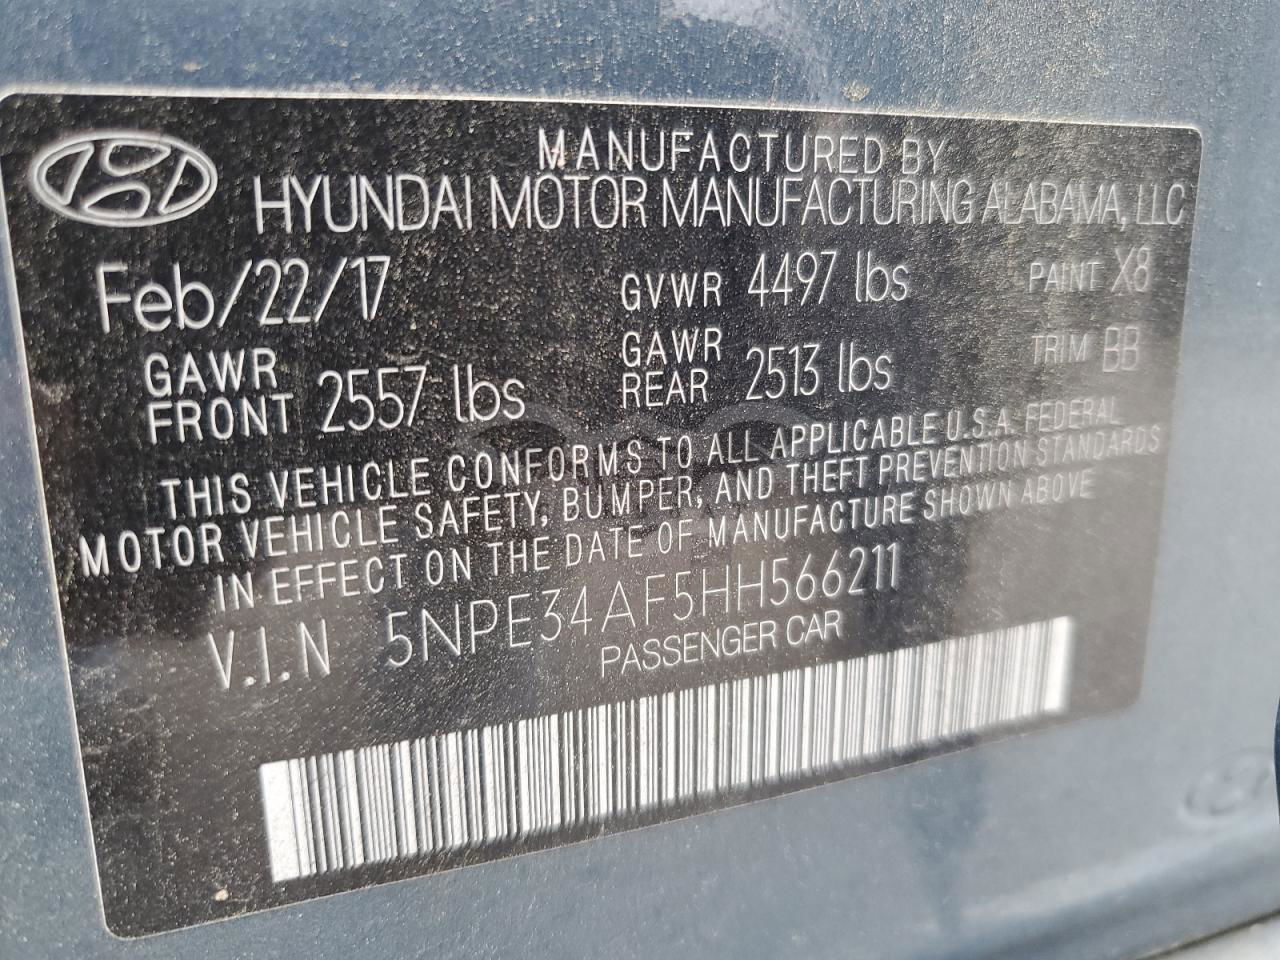 MANUFACTURED BY
HYUNDAI MOTOR MANUFACTURING ALABAMA, LLC
Feb/22/17 GVWR 4497 lbs PAINT X8
GAWR FRONT 2557 lbs GAWR REAR 2513 lbs TRIM BB
THIS VEHICLE CONFORMS TO ALL APPLICABLE U.S.A. FEDERAL
MOTOR VEHICLE SAFETY, BUMPER, AND THEFT PREVENTION STANDARDS
IN EFFECT ON THE DATE OF MANUFACTURE SHOWN ABOVE
V.I.N 5NPE34AF5HH566211
PASSENGER CAR